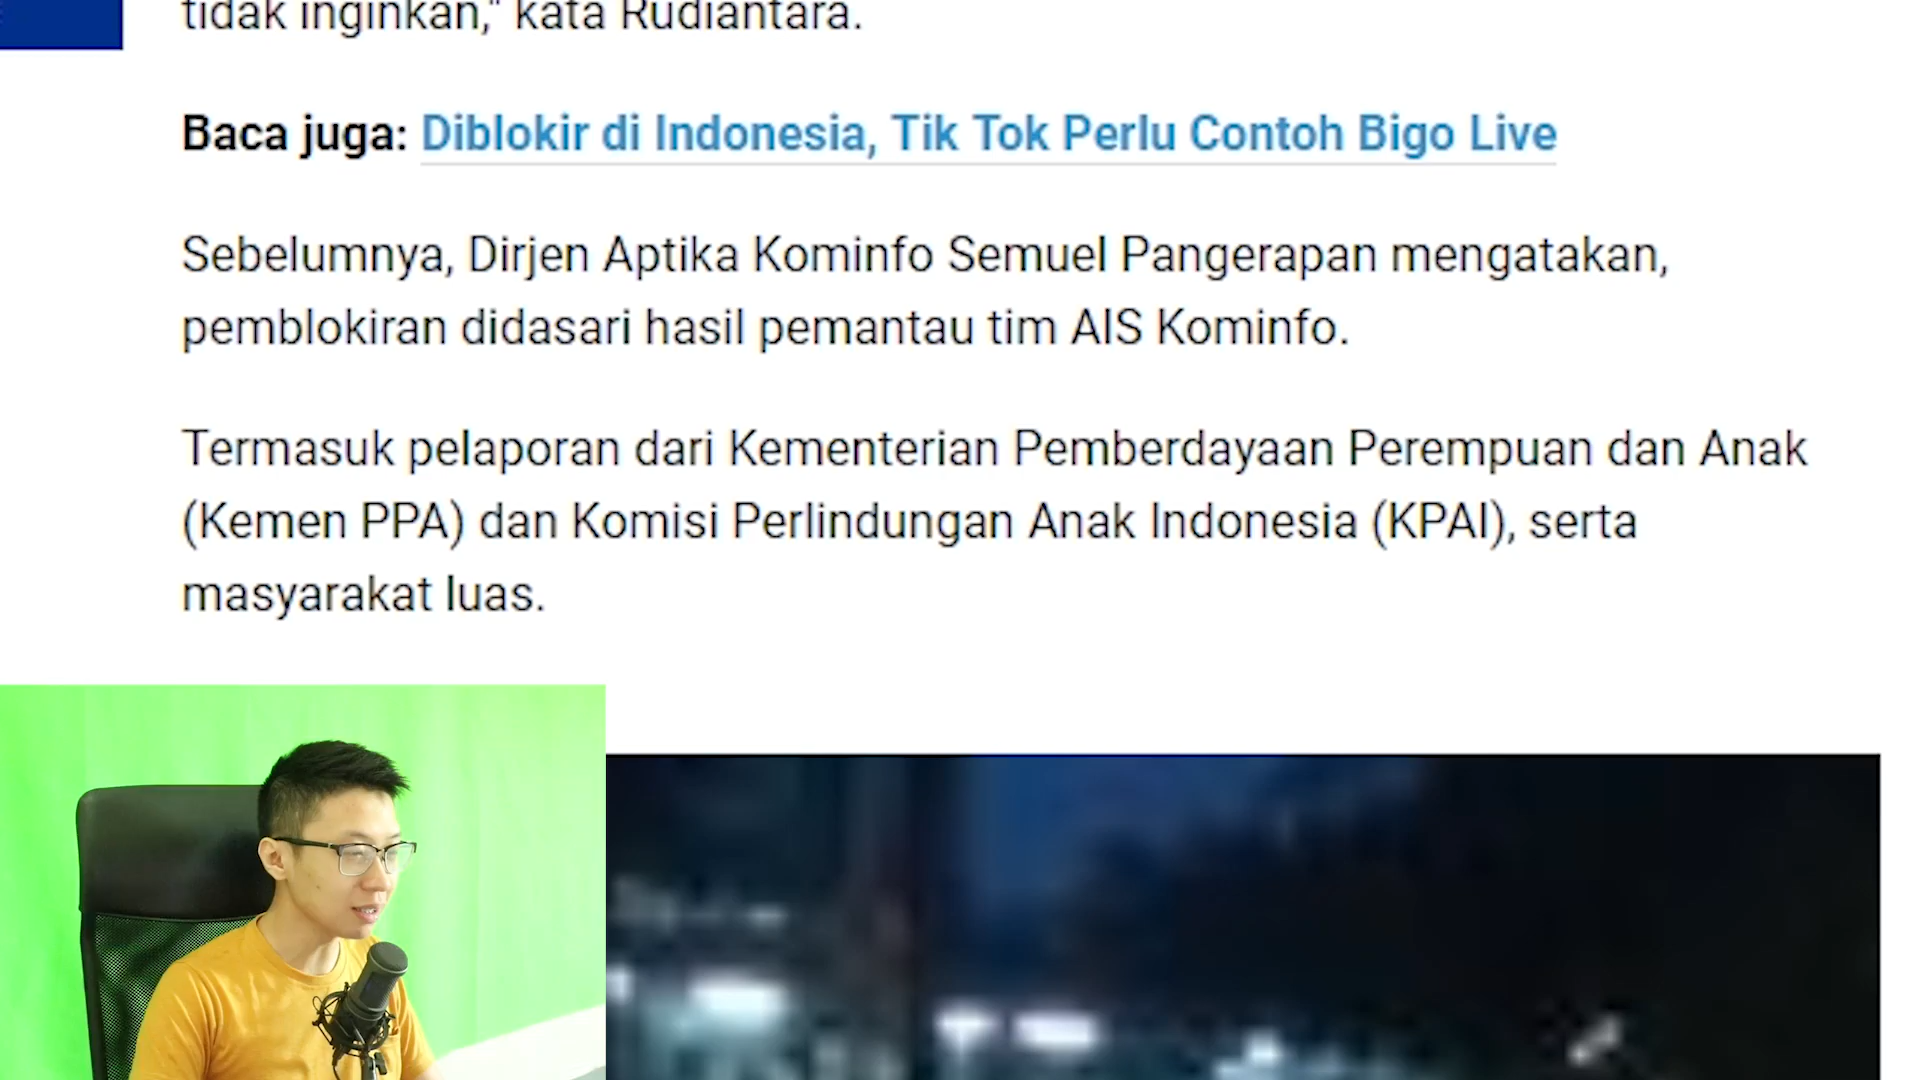 tidak inginkan," kata Rudiantara.
Baca juga: Diblokir di Indonesia, Tik Tok Perlu Contoh Bigo Live
Sebelumnya, Dirjen Aptika Kominfo Semuel Pangerapan mengatakan,
pemblokiran didasari hasil pemantau tim AIS Kominfo.
Termasuk pelaporan dari Kementerian Pemberdayaan Perempuan dan Anak
(Kemen PPA) dan Komisi Perlindungan Anak Indonesia (KPAI), serta
masyarakat luas.